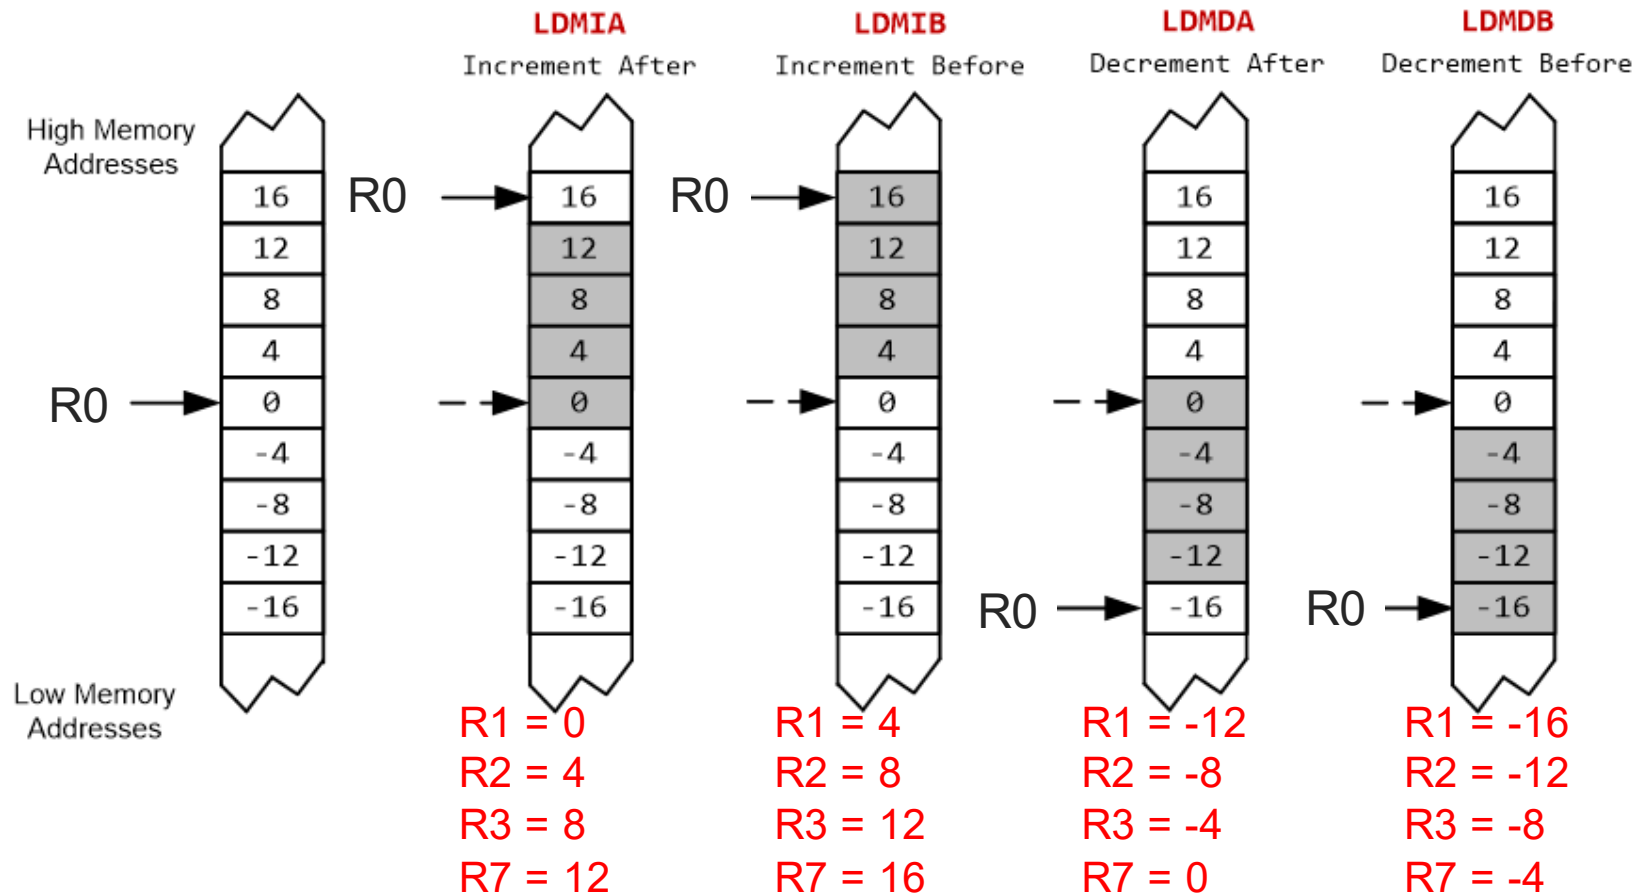 LDMIA LDMIB LDMDA LDMDB
Increment After Increment Before Decrement After Decrement Before
High Memory
Addresses
R0 R0
16 16 16 16 16
12 12 12 12 12
8 8 8 8 8
4 4 4 4 4
R0 0 0 0 0 0
-4 -4 -4 -4 -4
-8 -8 -8 -8 -8
-12 -12 -12 -12 -12
-16 -16 -16 R0 -16 R0 -16
Low Memory
Addresses
R1 = 0 R1 = 4 R1 = -12 R1 = -16
R2 = 4 R2 = 8 R2 = -8 R2 = -12
R3 = 8 R3 = 12 R3 = -4 R3 = -8
R7 = 12 R7 = 16 R7 = 0 R7 = -4